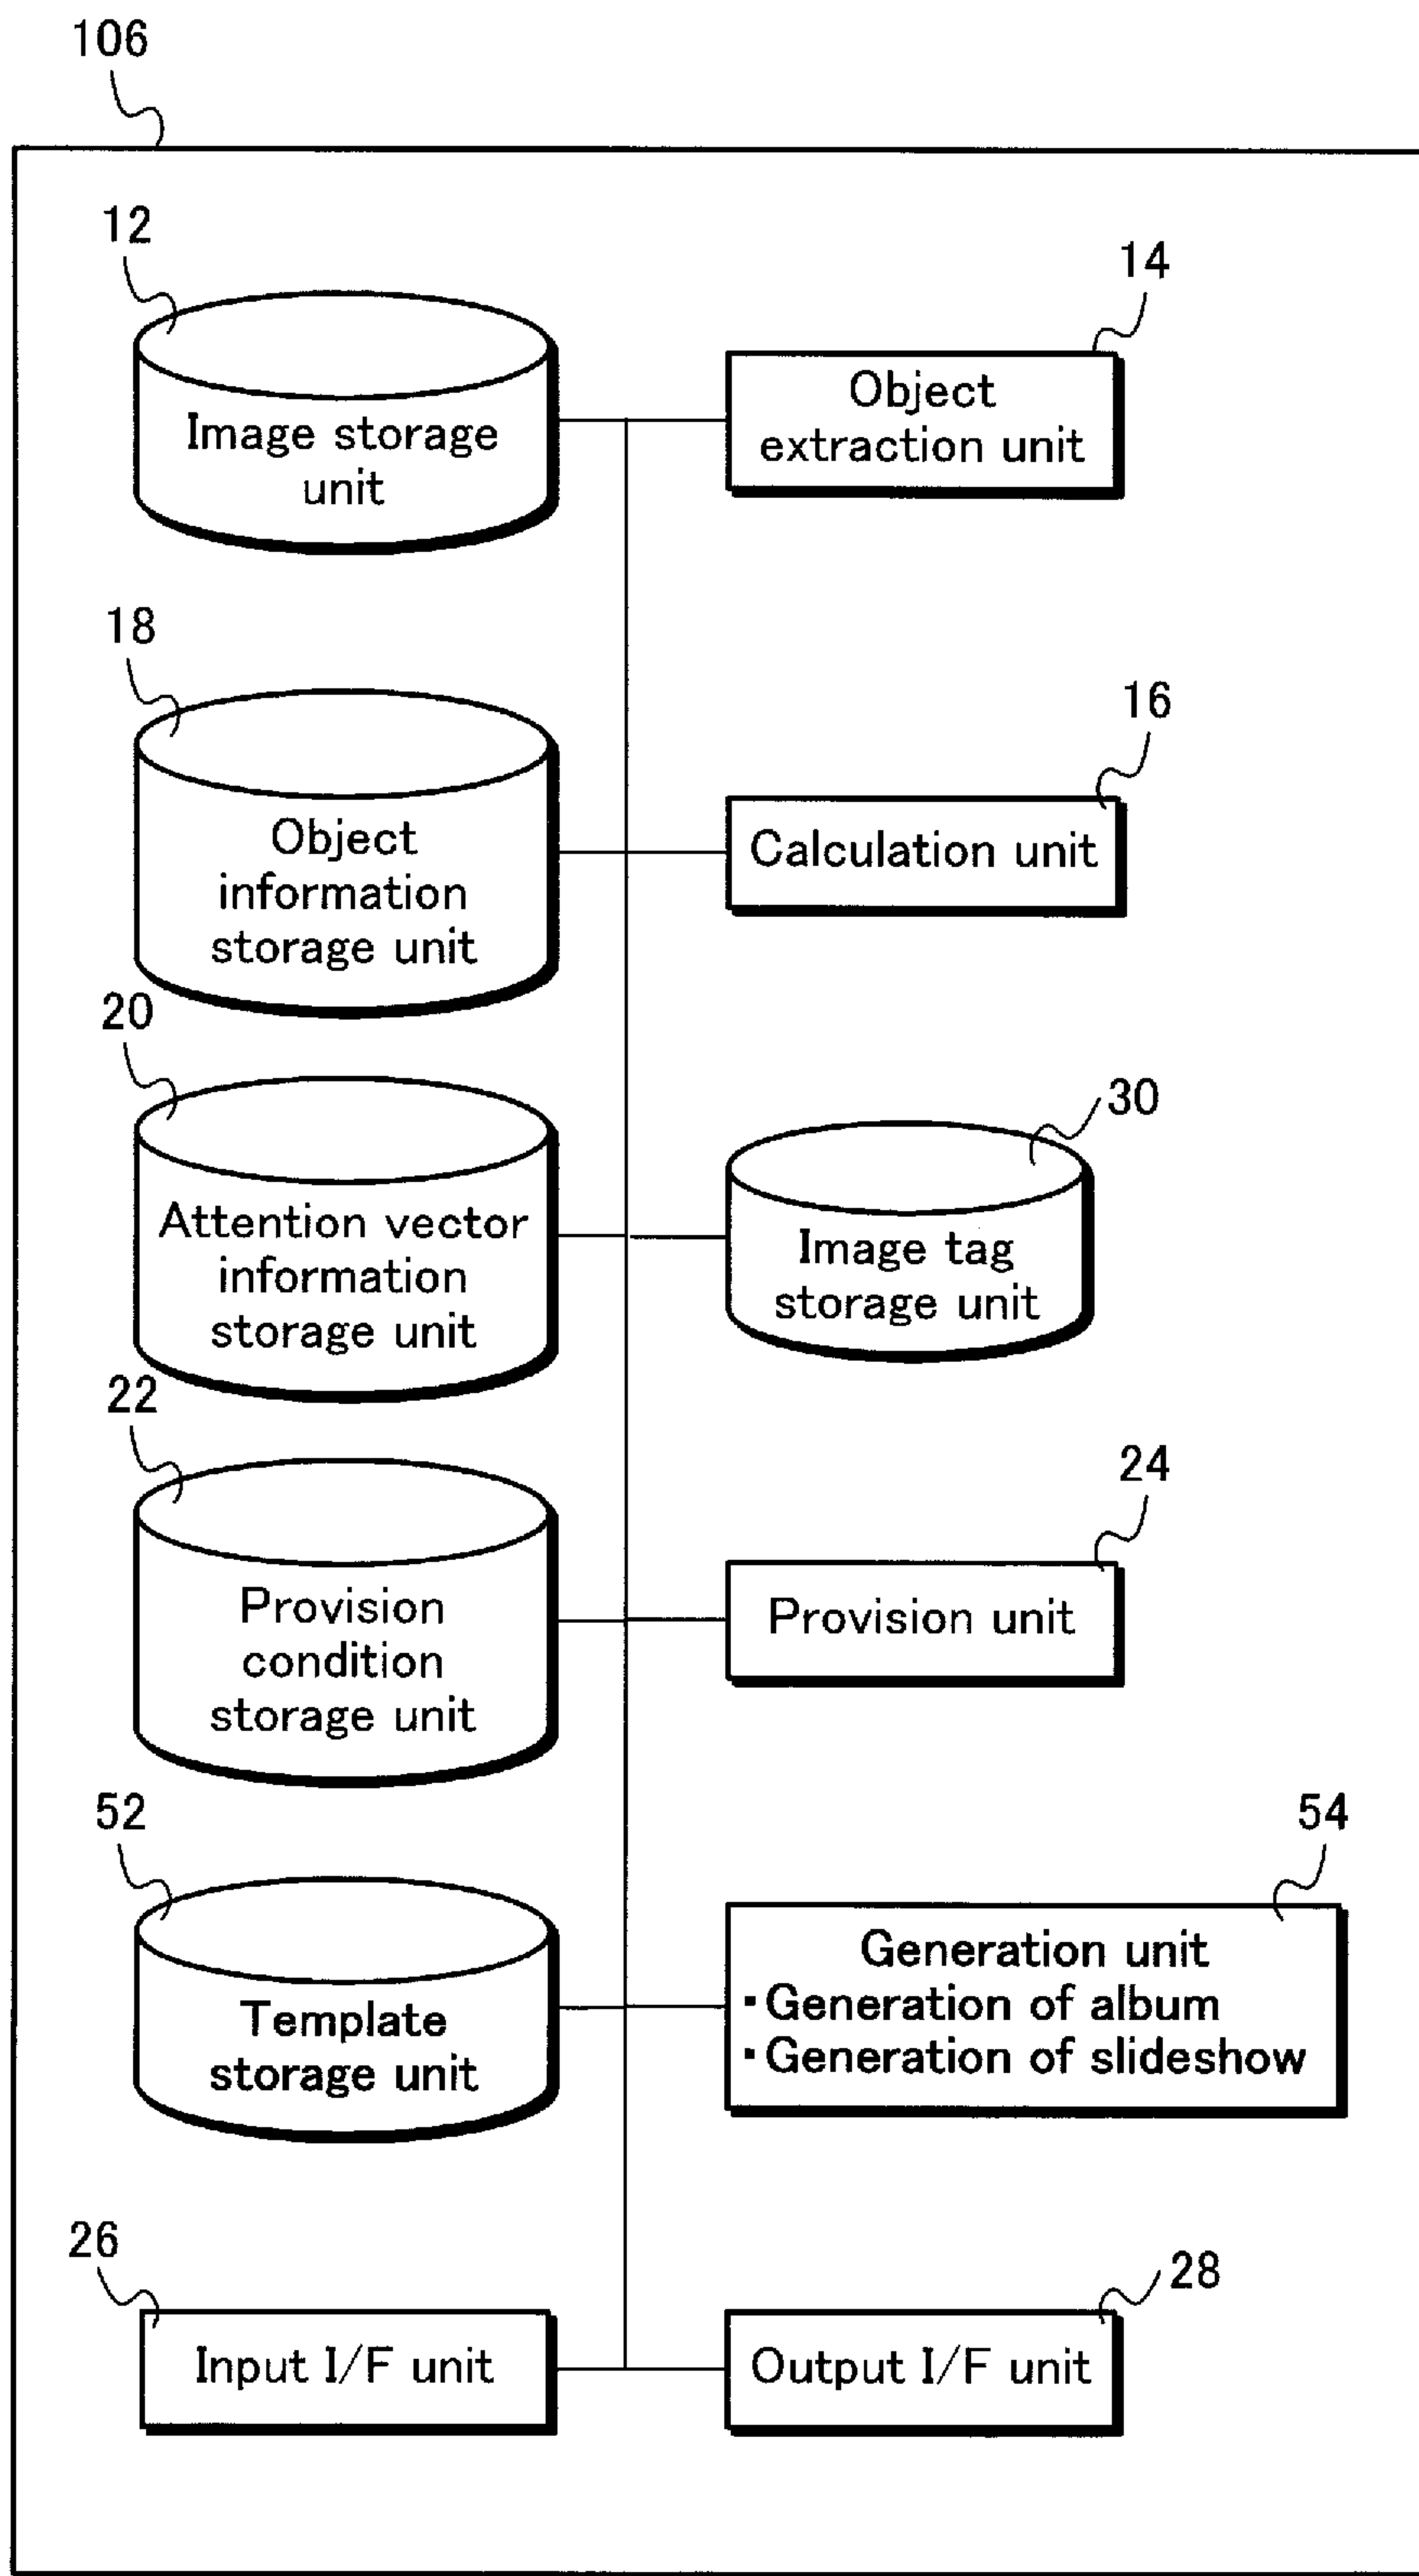 106
12
Image storage
unit
14
Object
extraction unit
18
Object
information
storage unit
16
Calculation unit
20
Attention vector
information
storage unit
30
Image tag
storage unit
22
Provision
condition
storage unit
24
Provision unit
52
Template
storage unit
54
Generation unit
・Generation of album
・Generation of slideshow
26
Input I/F unit
28
Output I/F unit